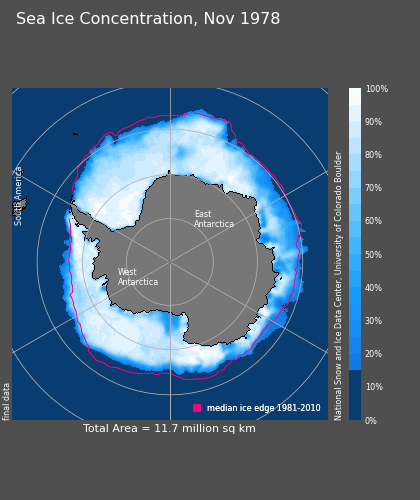 Sea Ice Concentration, Nov 1978
South America
East
Antarctica
West
Antarctica
median ice edge 1981-2010
final data
Total Area = 11.7 million sq km
National Snow and Ice Data Center, University of Colorado Boulder
100%
90%
80%
70%
60%
50%
40%
30%
20%
10%
0%